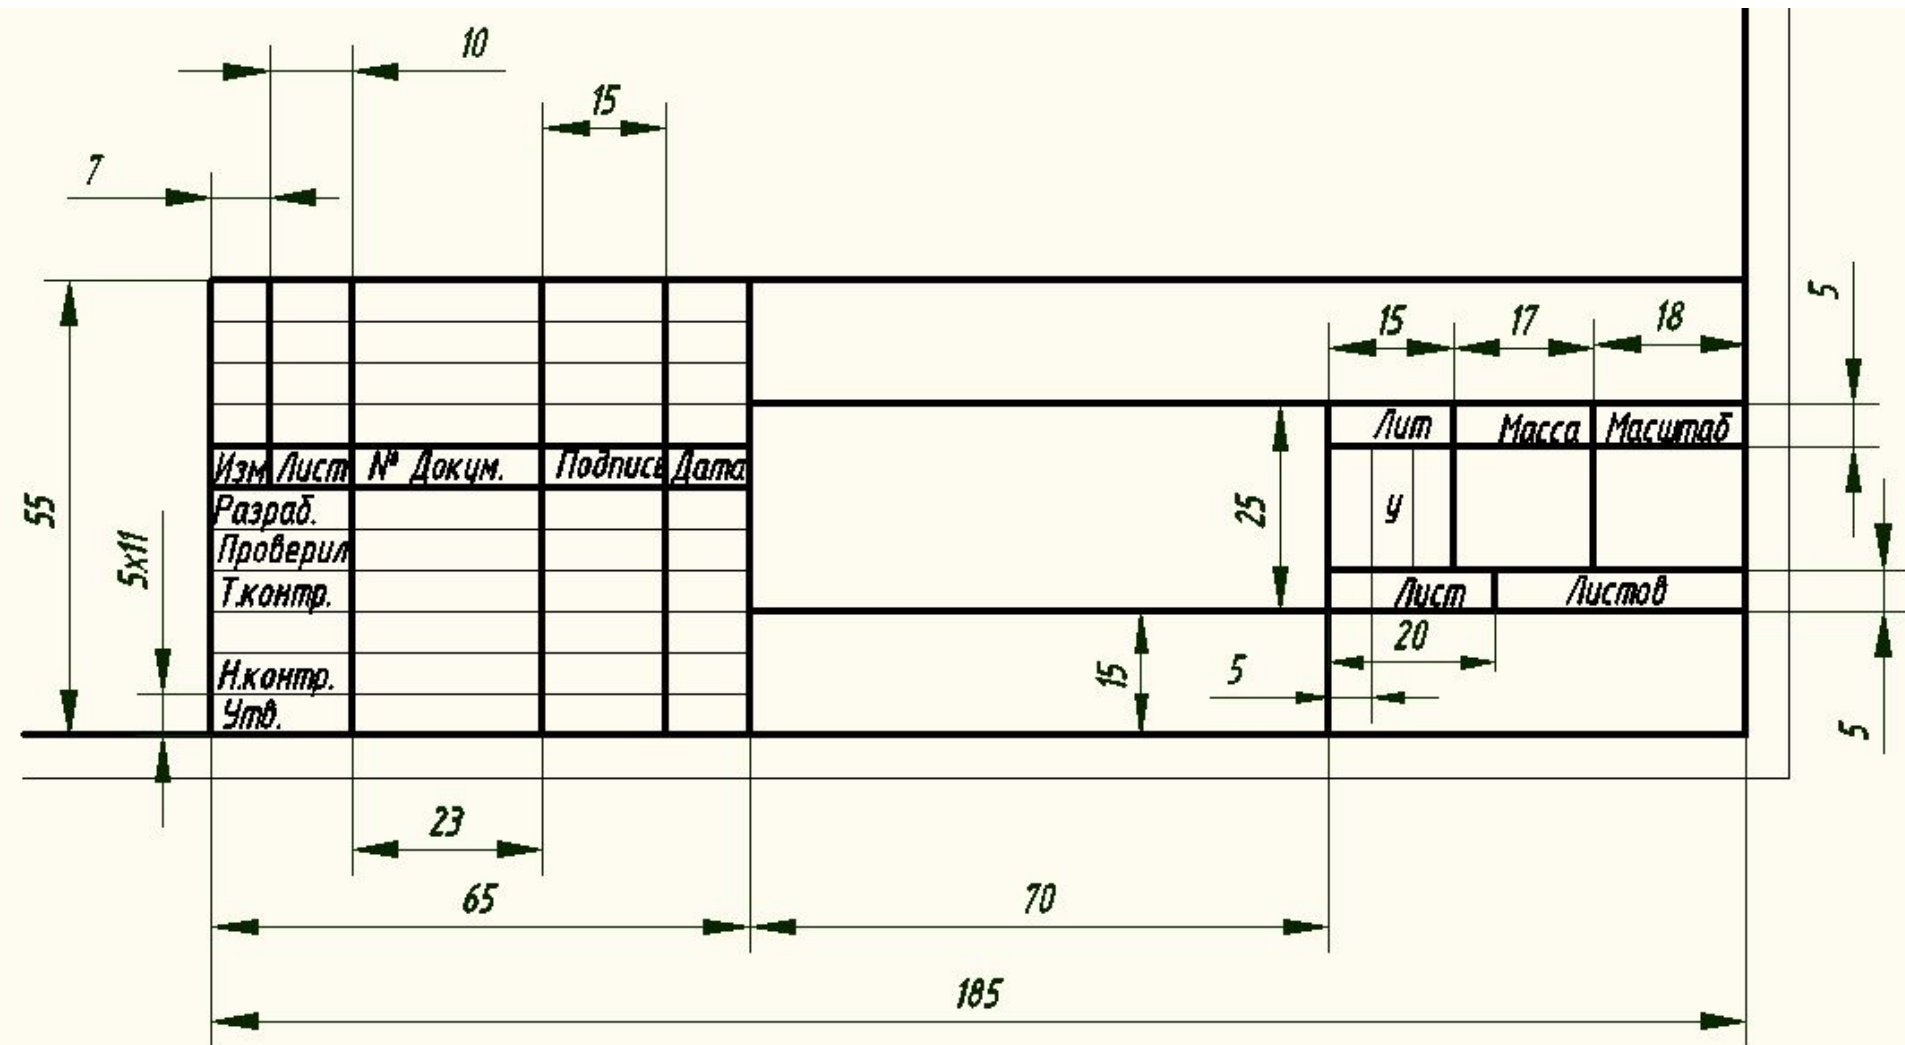 10
15
7
5
15 17 18
Лит Масса Масштаб
Изм Лист № Докум. Подпись Дата
Разраб.
у
25
55
Проверил
5х11
Т.контр.
Лист Листов
20
Н.контр.
5
15
Утв.
5
23
65
70
185